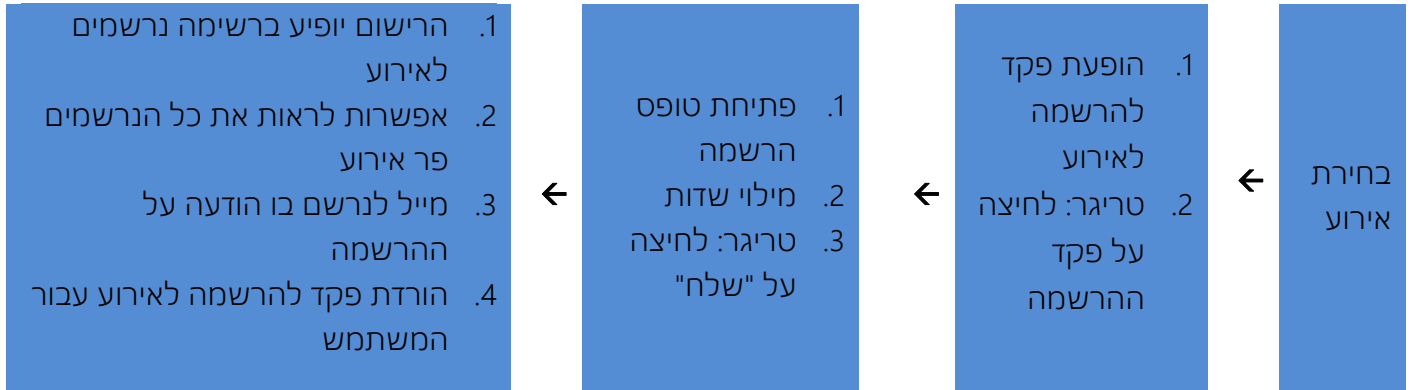 בחירת
אירוע
←
1. הופעת פקד
להרשמה
לאירוע
2. טריגר: לחיצה
על פקד
ההרשמה
←
1. פתיחת טופס
הרשמה
2. מילוי שדות
3. טריגר: לחיצה
על "שלח"
←
1. הרישום יופיע ברשימה נרשמים
לאירוע
2. אפשרות לראות את כל הנרשמים
פר אירוע
3. מייל לנרשם בו הודעה על
ההרשמה
4. הורדת פקד להרשמה לאירוע עבור
המשתמש